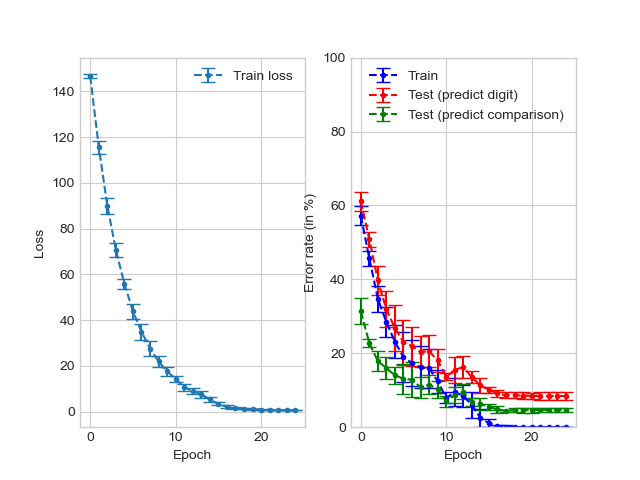 Train loss
Loss
140
120
100
80
60
40
20
0
0
10
20
Epoch
Train
Test (predict digit)
Test (predict comparison)
Error rate (in %)
100
80
60
40
20
0
0
10
20
Epoch